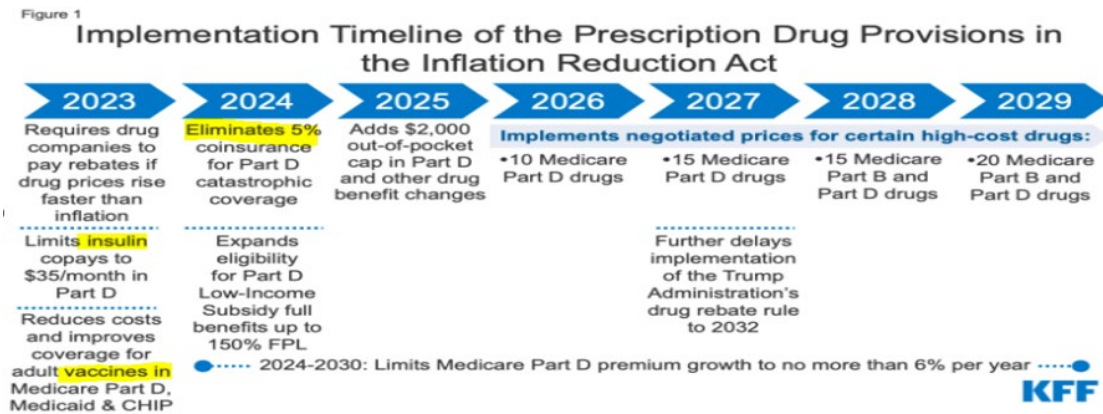 Figure 1
Implementation Timeline of the Prescription Drug Provisions in
the Inflation Reduction Act
2023
Requires drug
companies to
pay rebates if
drug prices rise
faster than
inflation
Limits insulin
copays to
$35/month in
Part D
Reduces costs
and improves
coverage for
adult vaccines in
Medicare Part D,
Medicaid & CHIP
2024
Eliminates 5%
coinsurance
for Part D
catastrophic
coverage
Expands
eligibility
for Part D
Low-Income
Subsidy full
benefits up to
150% FPL
2025
Adds $2,000
out-of-pocket
cap in Part D
and other drug
benefit changes
2026
2027
2028
2029
Implements negotiated prices for certain high-cost drugs:
•10 Medicare
Part D drugs
•15 Medicare
Part D drugs
•15 Medicare
Part B and
Part D drugs
•20 Medicare
Part B and
Part D drugs
Further delays
implementation
of the Trump
Administration's
drug rebate rule
to 2032
2024-2030: Limits Medicare Part D premium growth to no more than 6% per year
KFF